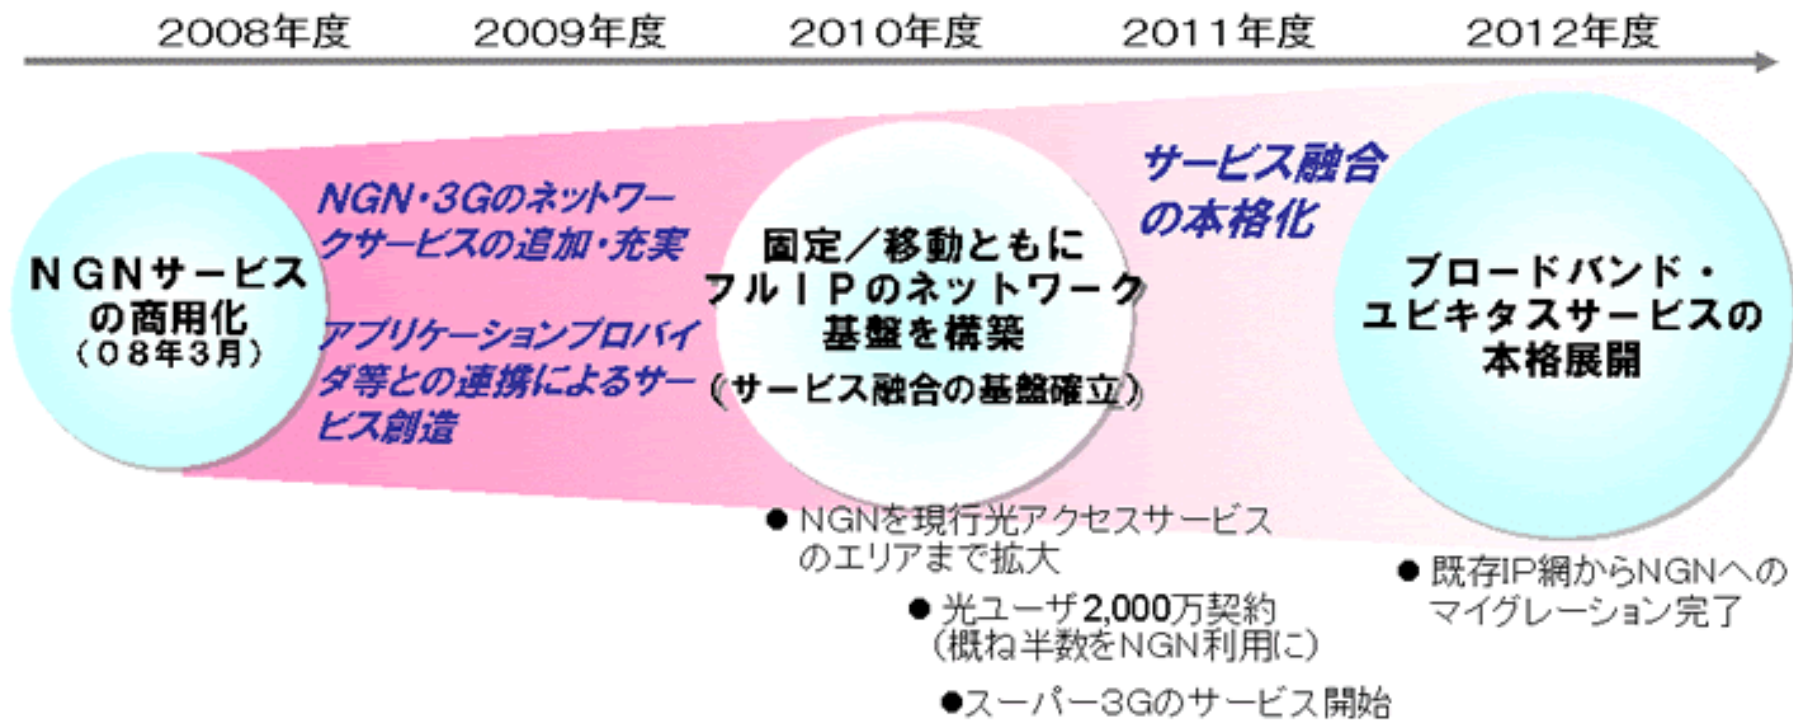 2008年度 2009年度 2010年度 2011年度 2012年度
NGNサービス
の商用化
(08年3月)
NGN・3Gのネットワー
クサービスの追加・充実
アプリケーションプロバイ
ダ等との連携によるサー
ビス創造
固定／移動ともに
フルIPのネットワーク
基盤を構築
(サービス融合の基盤確立)
サービス融合
の本格化
ブロードバンド・
ユビキタスサービスの
本格展開
● NGNを現行光アクセスサービス
のエリアまで拡大
● 光ユーザ2,000万契約
(概ね半数をNGN利用に)
●スーパー3Gのサービス開始
● 既存IP網からNGNへの
マイグレーション完了